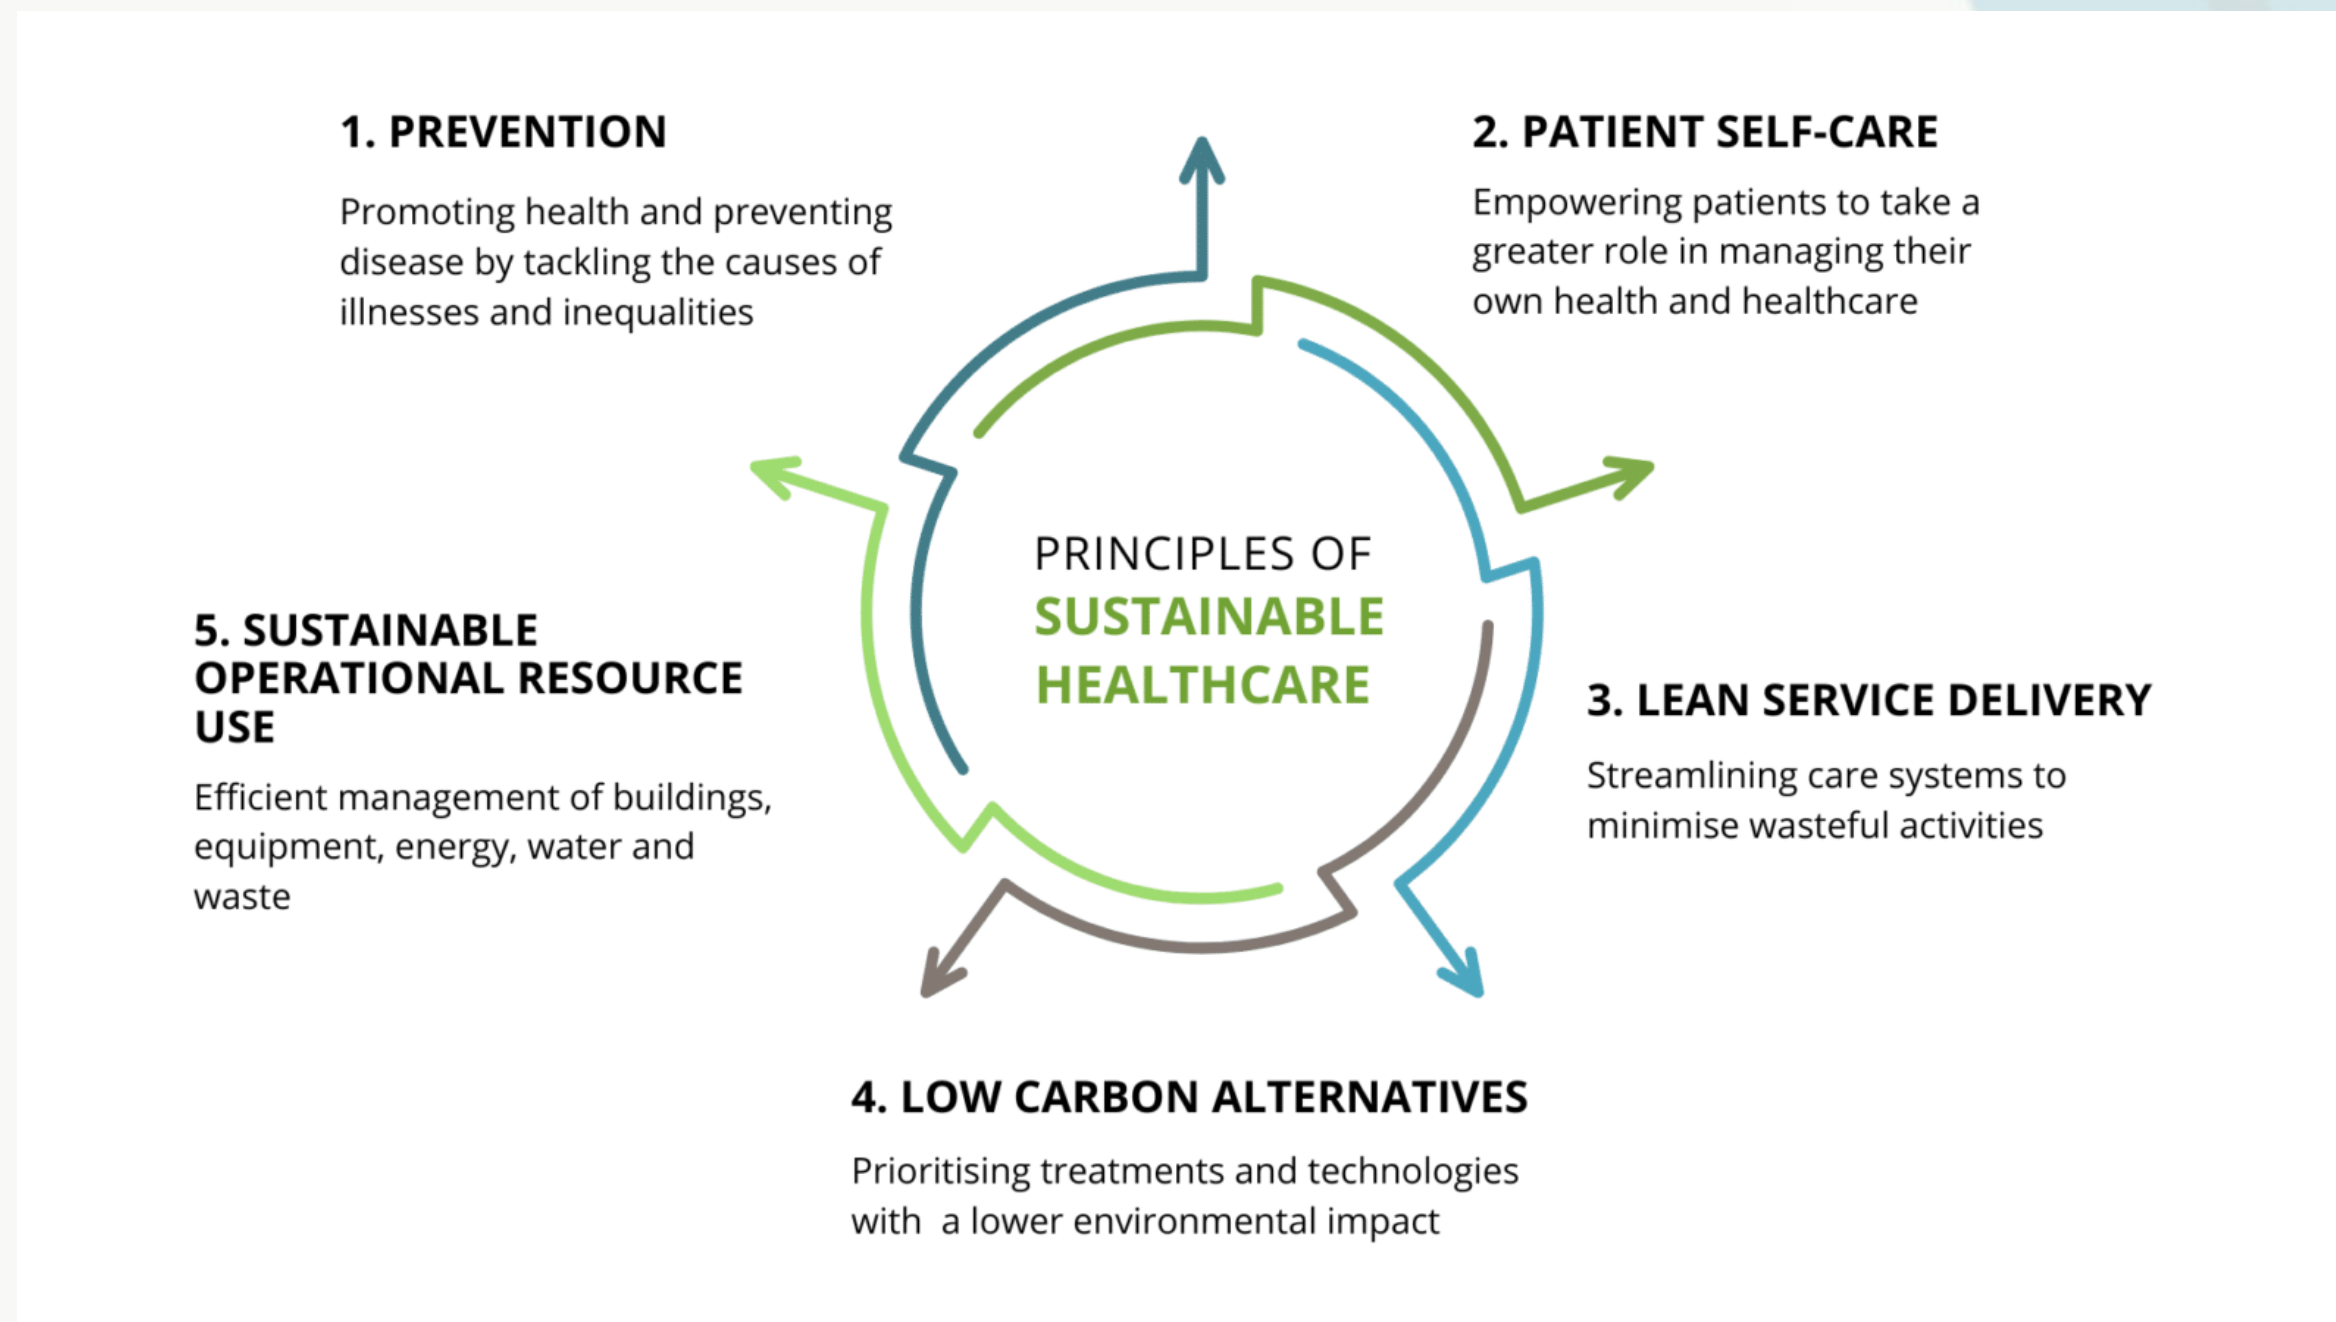 1. PREVENTION
Promoting health and preventing
disease by tackling the causes of
illnesses and inequalities
2. PATIENT SELF-CARE
Empowering patients to take a
greater role in managing their
own health and healthcare
PRINCIPLES OF
SUSTAINABLE
HEALTHCARE
3. LEAN SERVICE DELIVERY
Streamlining care systems to
minimise wasteful activities
4. LOW CARBON ALTERNATIVES
Prioritising treatments and technologies
with  a lower environmental impact
5. SUSTAINABLE
OPERATIONAL RESOURCE
USE
Efficient management of buildings,
equipment, energy, water and
waste